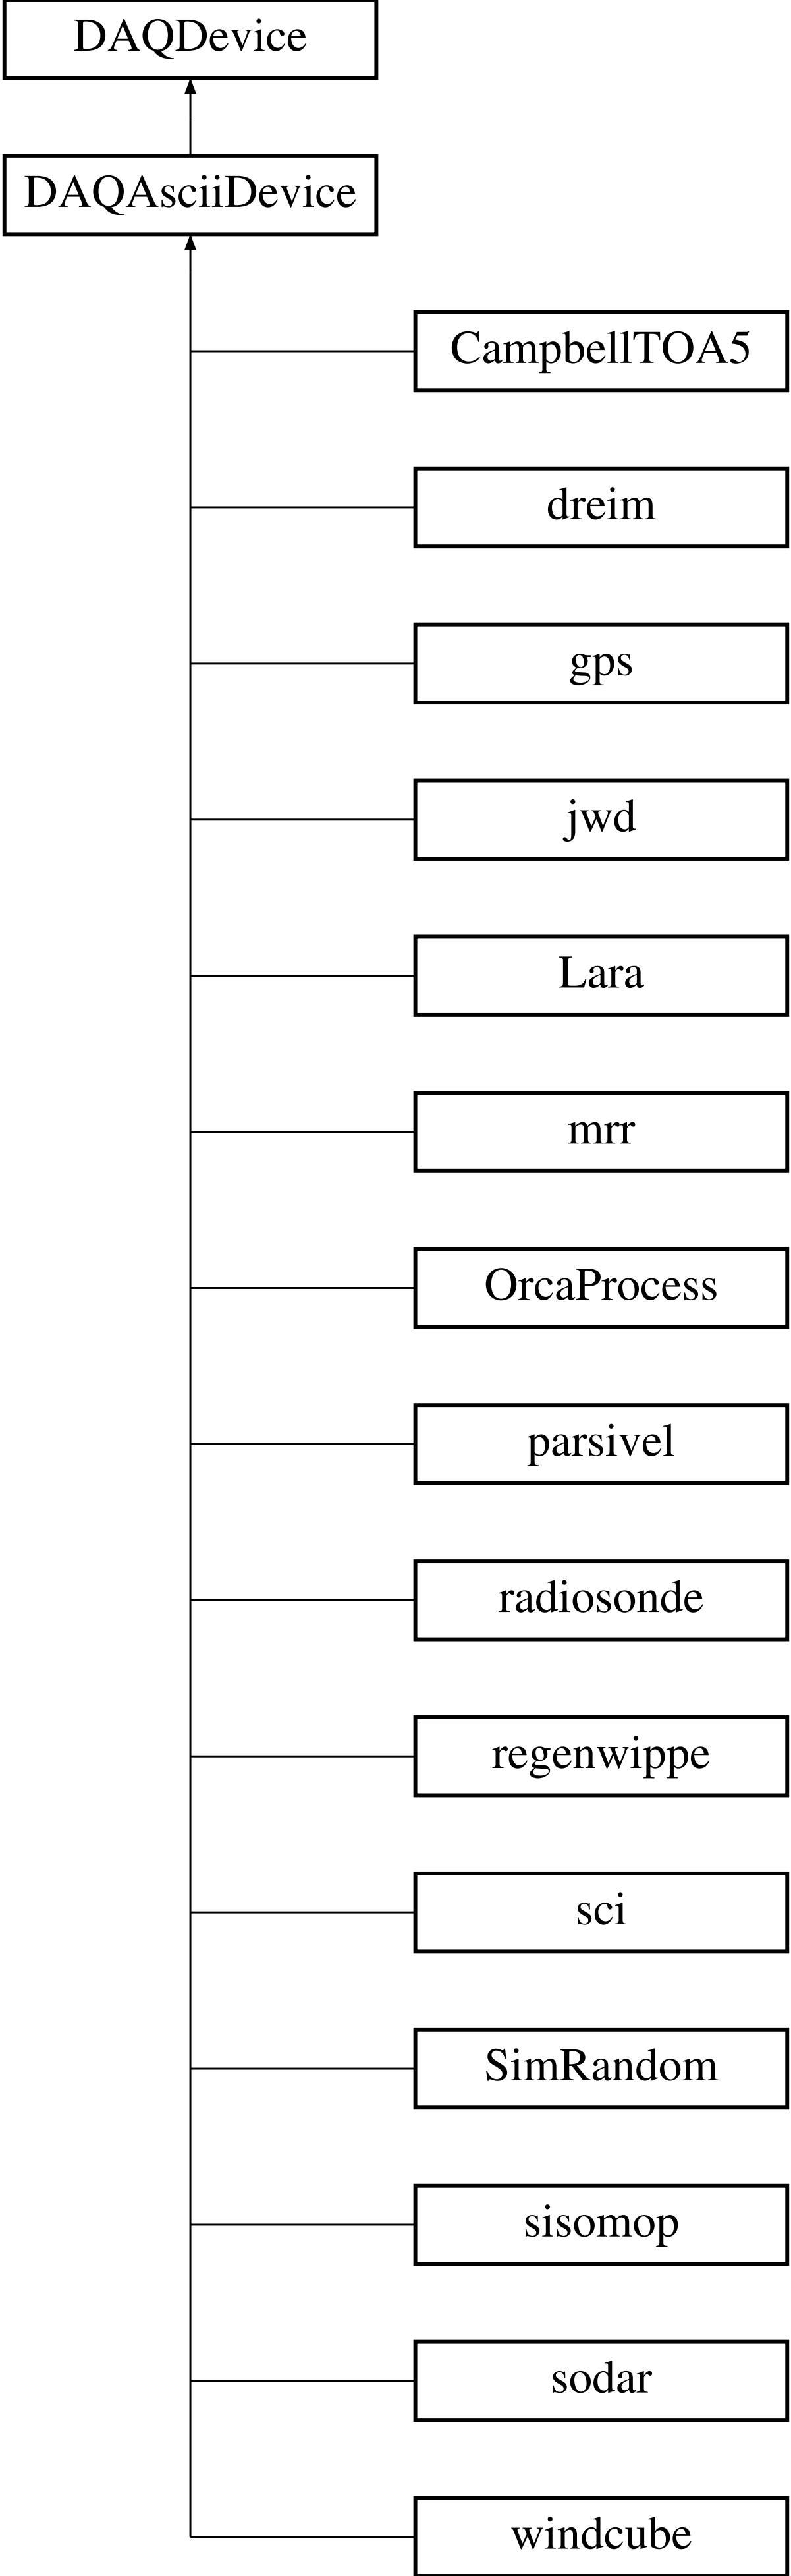 DAQDevice
DAQAsciiDevice
CampbellTOA5
dreim
gps
jwd
Lara
mrr
OrcaProcess
parsivel
radiosonde
regenwippe
sci
SimRandom
sisomop
sodar
windcube